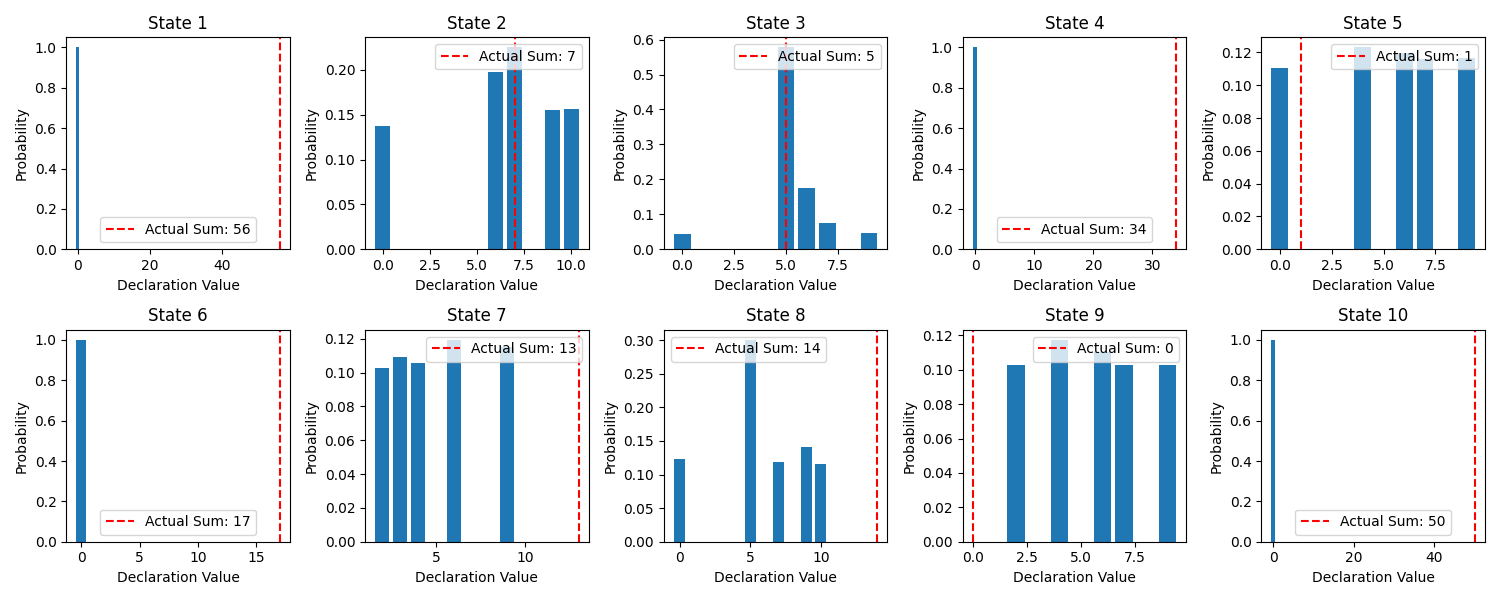 State 1
State 2
State 3
State 4
State 5
1.0
0.8
0.6
0.4
0.2
0.0
Probability
Actual Sum: 56
0 20 40
Declaration Value
0.20
0.15
0.10
0.05
0.00
Probability
Actual Sum: 7
0.0 2.5 5.0 7.5 10.0
Declaration Value
0.6
0.5
0.4
0.3
0.2
0.1
0.0
Probability
Actual Sum: 5
0.0 2.5 5.0 7.5
Declaration Value
1.0
0.8
0.6
0.4
0.2
0.0
Probability
Actual Sum: 34
0 10 20 30
Declaration Value
0.12
0.10
0.08
0.06
0.04
0.02
0.00
Probability
Actual Sum: 1
0.0 2.5 5.0 7.5
Declaration Value
State 6
State 7
State 8
State 9
State 10
1.0
0.8
0.6
0.4
0.2
0.0
Probability
Actual Sum: 17
0 5 10 15
Declaration Value
0.12
0.10
0.08
0.06
0.04
0.02
0.00
Probability
Actual Sum: 13
5 10
Declaration Value
0.30
0.25
0.20
0.15
0.10
0.05
0.00
Probability
Actual Sum: 14
0 5 10
Declaration Value
0.12
0.10
0.08
0.06
0.04
0.02
0.00
Probability
Actual Sum: 0
0.0 2.5 5.0 7.5
Declaration Value
1.0
0.8
0.6
0.4
0.2
0.0
Probability
Actual Sum: 50
0 20 40
Declaration Value